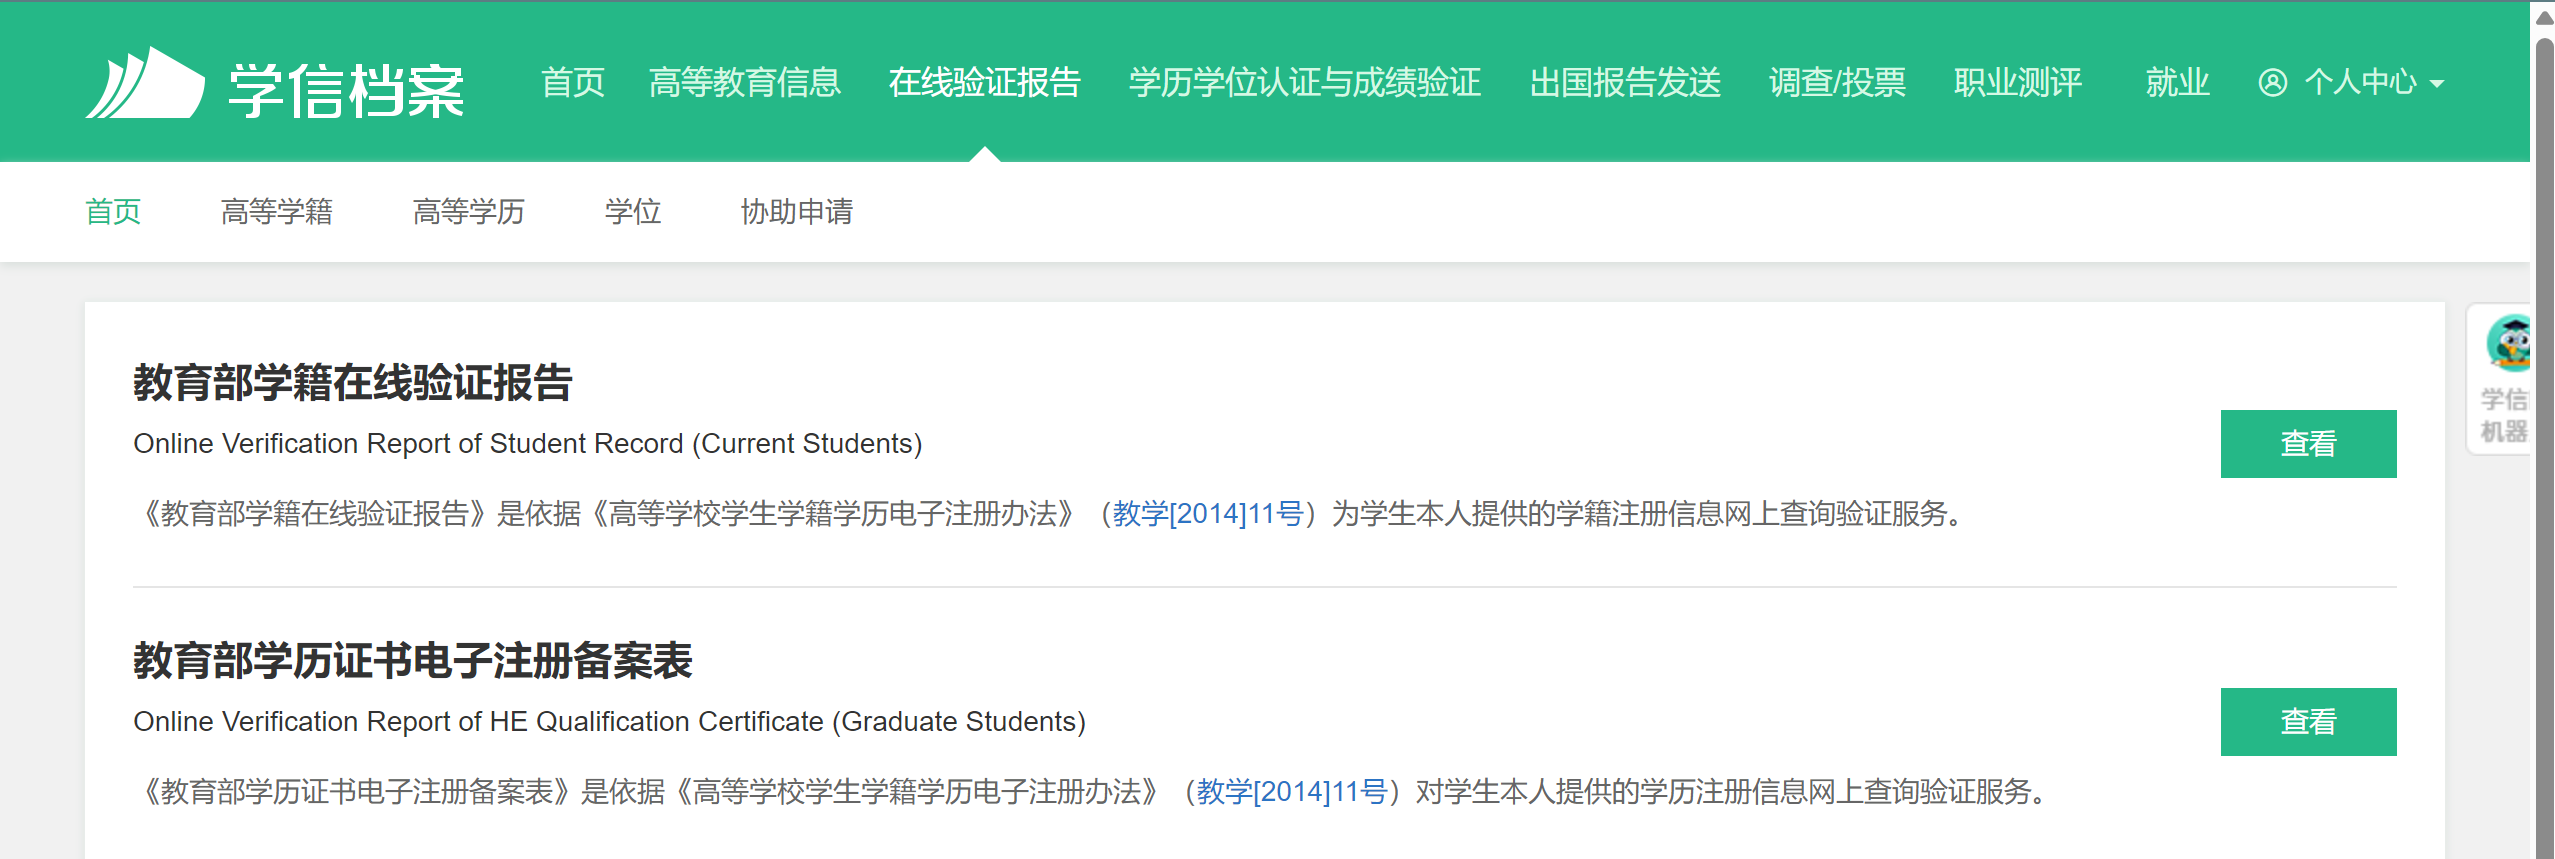 学信档案
首页 高等教育信息 在线验证报告 学历学位认证与成绩验证 出国报告发送 调查/投票 职业测评 就业 个人中心
首页 高等学籍 高等学历 学位 协助申请
教育部学籍在线验证报告
Online Verification Report of Student Record (Current Students)
查看
《教育部学籍在线验证报告》是依据《高等学校学生学籍学历电子注册办法》（教学[2014]11号）为学生本人提供的学籍注册信息网上查询验证服务。
学信
机器
教育部学历证书电子注册备案表
Online Verification Report of HE Qualification Certificate (Graduate Students)
查看
《教育部学历证书电子注册备案表》是依据《高等学校学生学籍学历电子注册办法》（教学[2014]11号）对学生本人提供的学历注册信息网上查询验证服务。